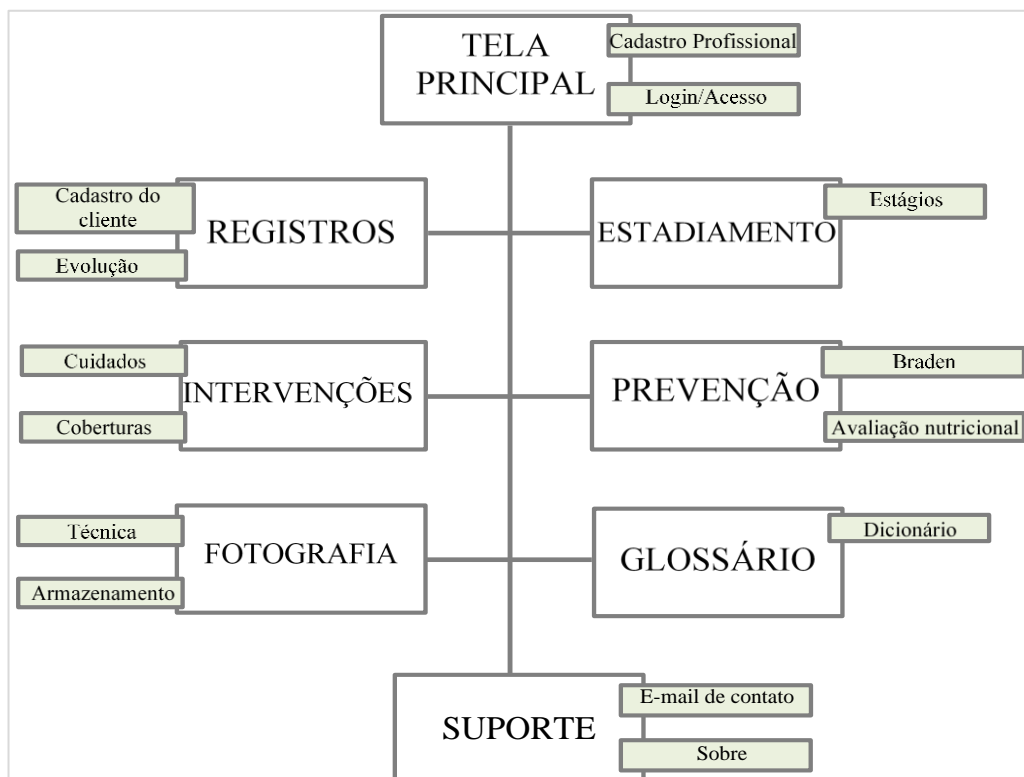 TELA
PRINCIPAL
Cadastro Profissional
Login/Acesso
Cadastro do
cliente
Evolução
REGISTROS
ESTADIAMENTO
Estágios
Cuidados
Coberturas
INTERVENÇÕES
PREVENÇÃO
Braden
Avaliação nutricional
Técnica
Armazenamento
FOTOGRAFIA
GLOSSÁRIO
Dicionário
SUPORTE
E-mail de contato
Sobre